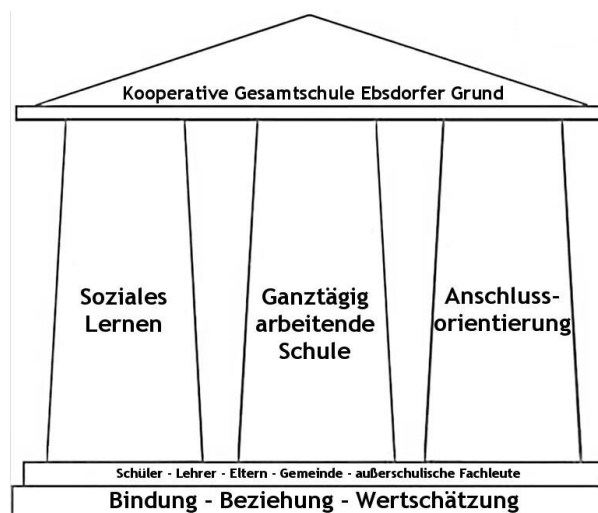 Kooperative Gesamtschule Ebsdorfer Grund
Soziales
Lernen
Ganztägig
arbeitende
Schule
Anschluss-
orientierung
Schüler - Lehrer - Eltern - Gemeinde - außerschulische Fachleute
Bindung - Beziehung - Wertschätzung